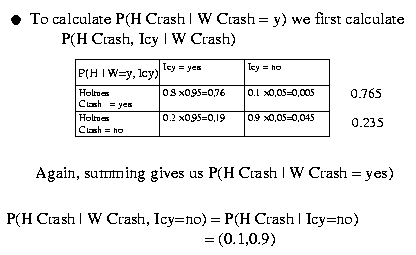 ● To calculate P(H Crash | W Crash = y) we first calculate
P(H Crash, Icy | W Crash)
P(H | W=y, Icy) Icy = yes Icy = no
Holmes Crash = yes 0.8 x0.95=0.76 0.1 x0.05=0.005 0.765
Holmes Crash = no 0.2 x0.95=0.19 0.9 x0.05=0.045 0.235
Again, summing gives us P(H Crash | W Crash = yes)
P(H Crash | W Crash, Icy=no) = P(H Crash | Icy=no)
= (0.1,0.9)